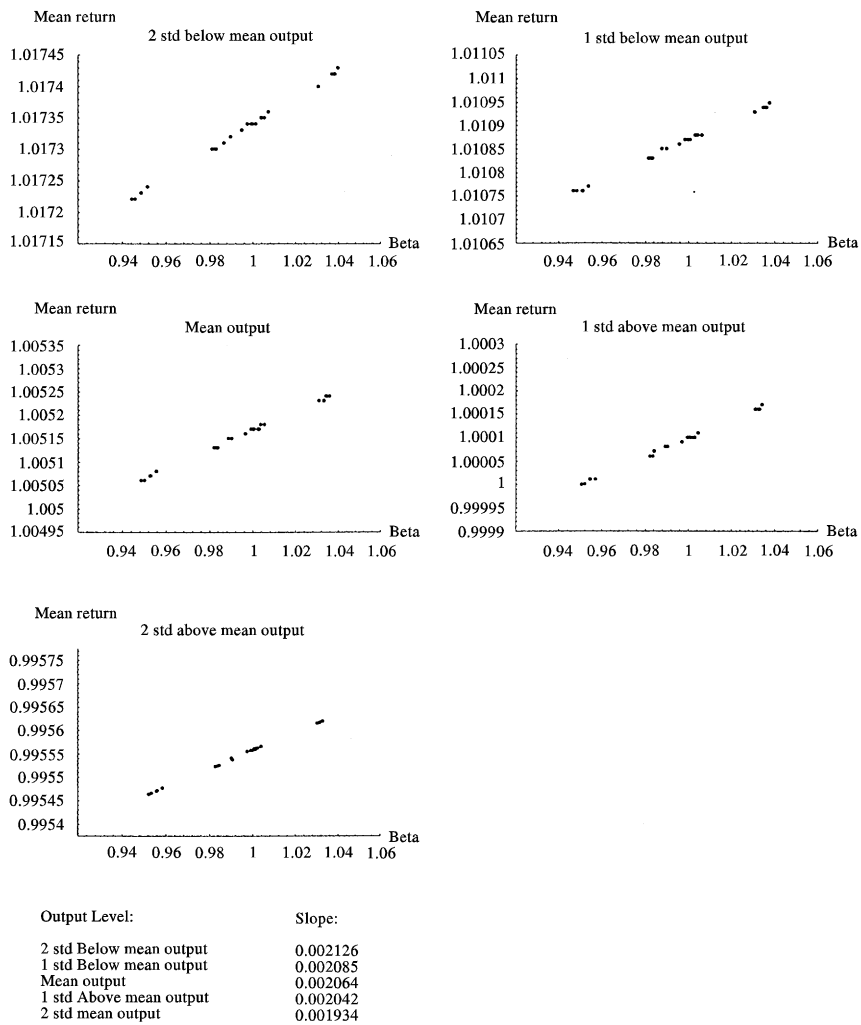 Mean return
2 std below mean output
1.01745
1.0174
1.01735
1.0173
1.01725
1.0172
1.01715
Beta
0.94 0.96 0.98 1 1.02 1.04 1.06
Mean return
1 std below mean output
1.01105
1.011
1.01095
1.0109
1.01085
1.0108
1.01075
1.0107
1.01065
Beta
0.94 0.96 0.98 1 1.02 1.04 1.06
Mean return
Mean output
1.00535
1.0053
1.00525
1.0052
1.00515
1.0051
1.00505
1.005
1.00495
Beta
0.94 0.96 0.98 1 1.02 1.04 1.06
Mean return
1 std above mean output
1.0003
1.00025
1.0002
1.00015
1.0001
1.00005
1
0.99995
0.9999
Beta
0.94 0.96 0.98 1 1.02 1.04 1.06
Mean return
2 std above mean output
0.99575
0.9957
0.99565
0.9956
0.99555
0.9955
0.99545
0.9954
Beta
0.94 0.96 0.98 1 1.02 1.04 1.06
Output Level: Slope:
2 std Below mean output 0.002126
1 std Below mean output 0.002085
Mean output 0.002064
1 std Above mean output 0.002042
2 std mean output 0.001934